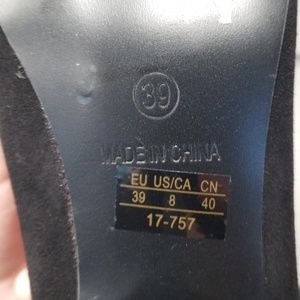 39
MADE IN CHINA
EU US/CA CN
39 8 40
17-757